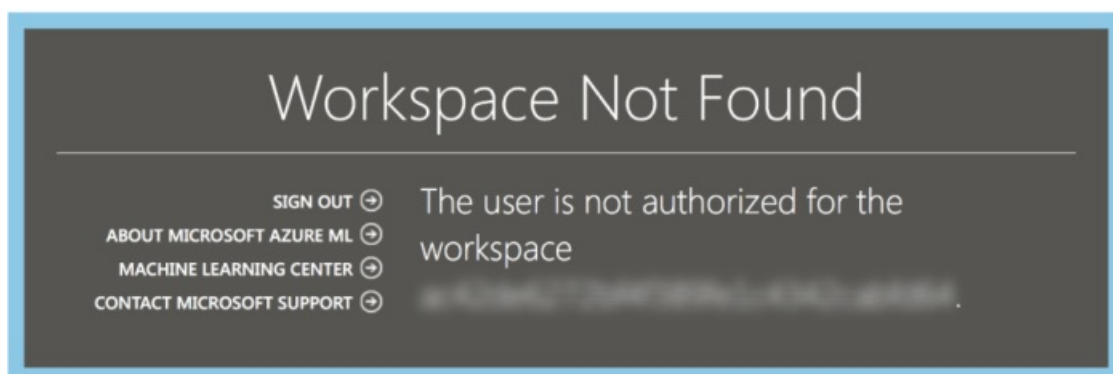 Workspace Not Found
SIGN OUT
ABOUT MICROSOFT AZURE ML
MACHINE LEARNING CENTER
CONTACT MICROSOFT SUPPORT
The user is not authorized for the
workspace
.